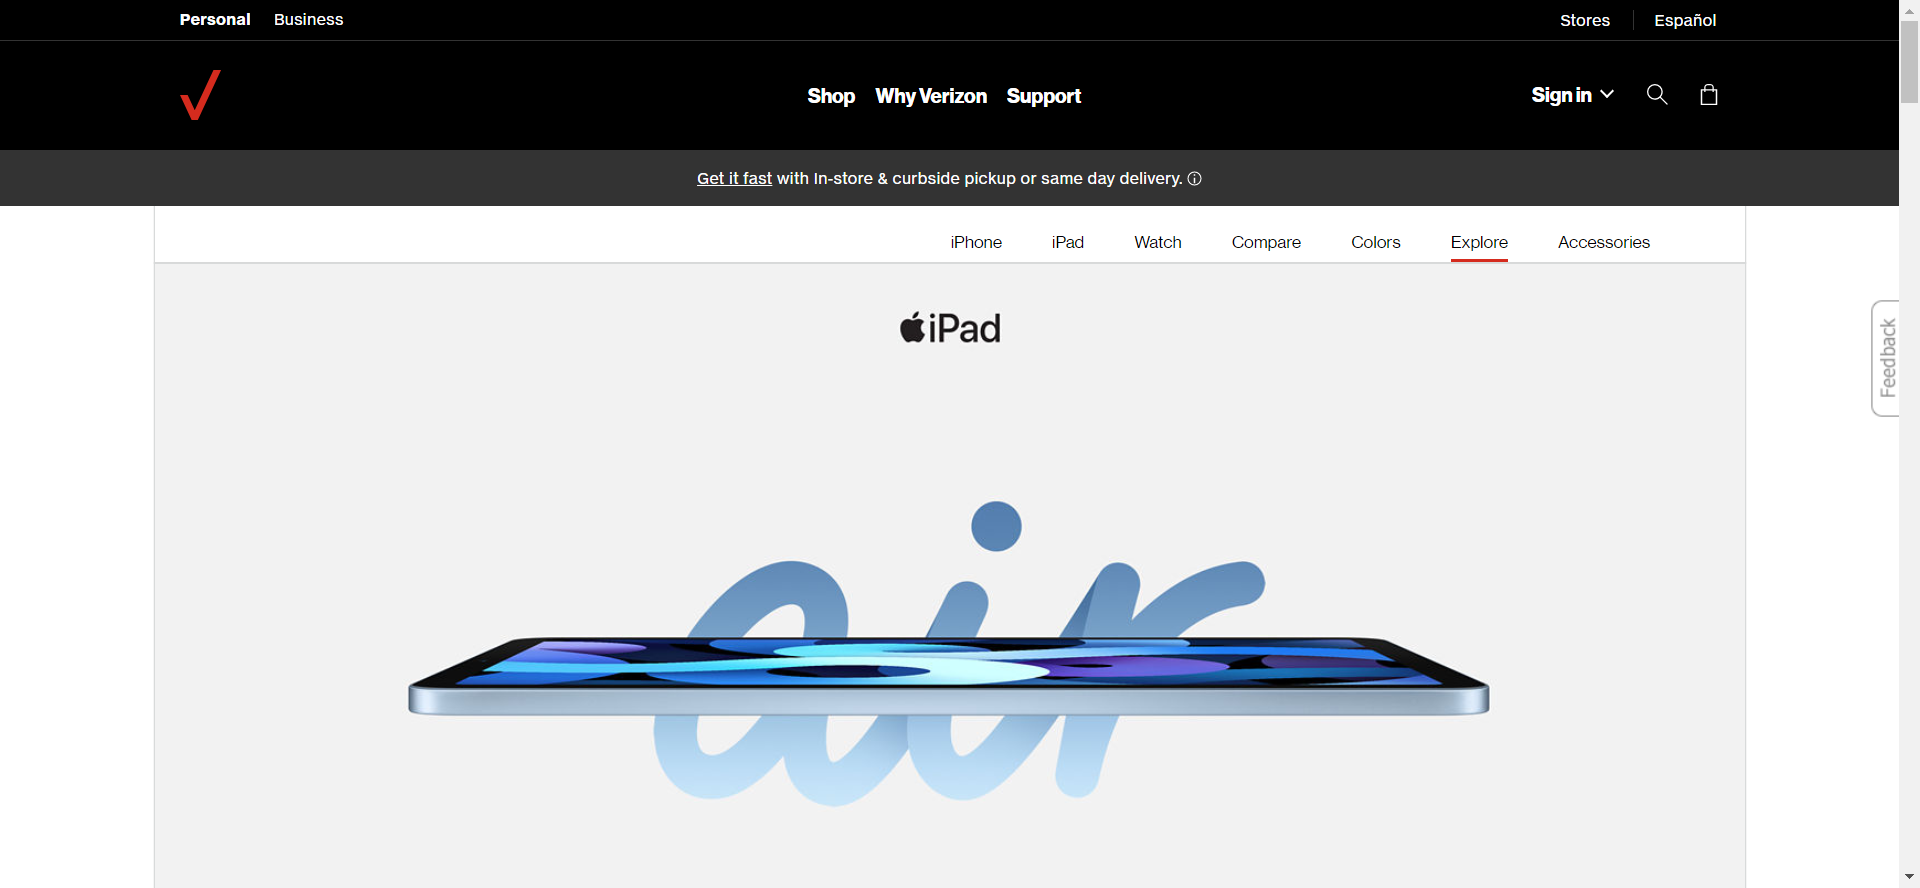 Personal Business
Stores Español
Shop Why Verizon Support
Sign in
Get it fast with In-store & curbside pickup or same day delivery.
iPhone iPad Watch Compare Colors Explore Accessories
iPad
Feedback
air